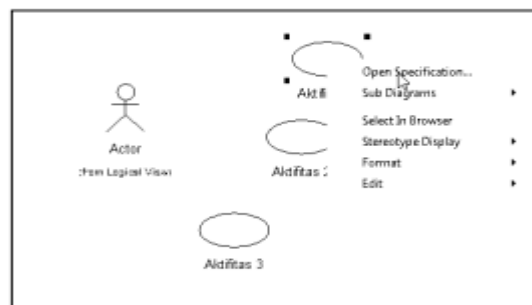 Open Specification...
Aktifi
Sub Diagrams
Actor
Select In Browser
Stereotype Display
(from Logical View)
Aktifitas 2
Format
Edit
Aktifitas 3